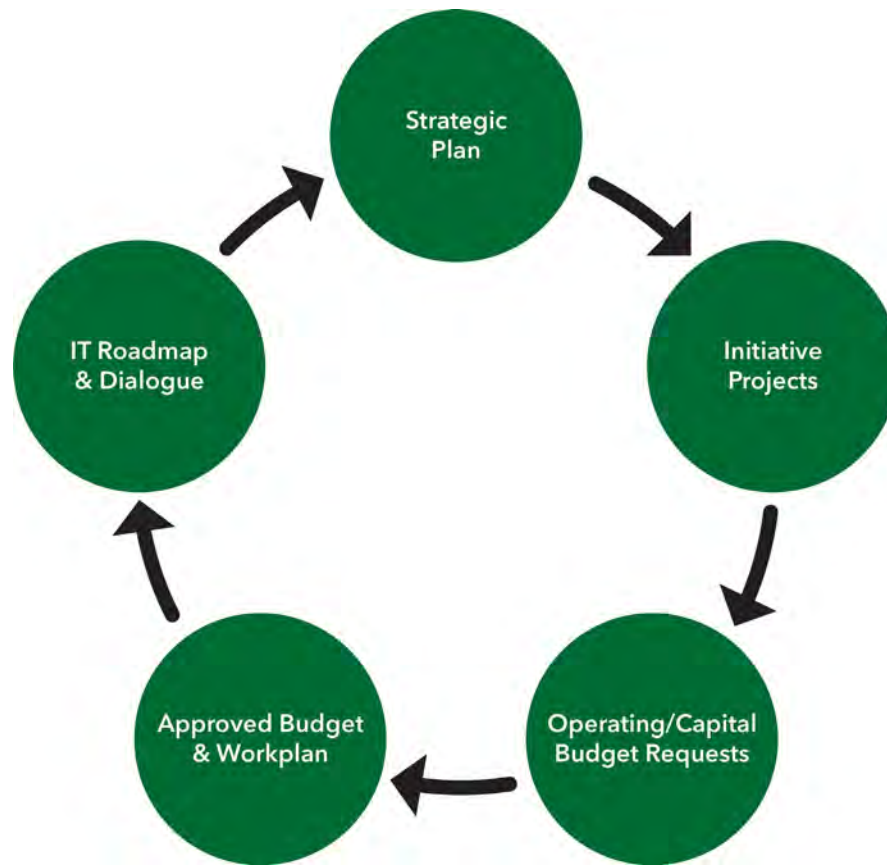 Strategic
Plan
Initiative
Projects
Operating/Capital
Budget Requests
Approved Budget
& Workplan
IT Roadmap
& Dialogue